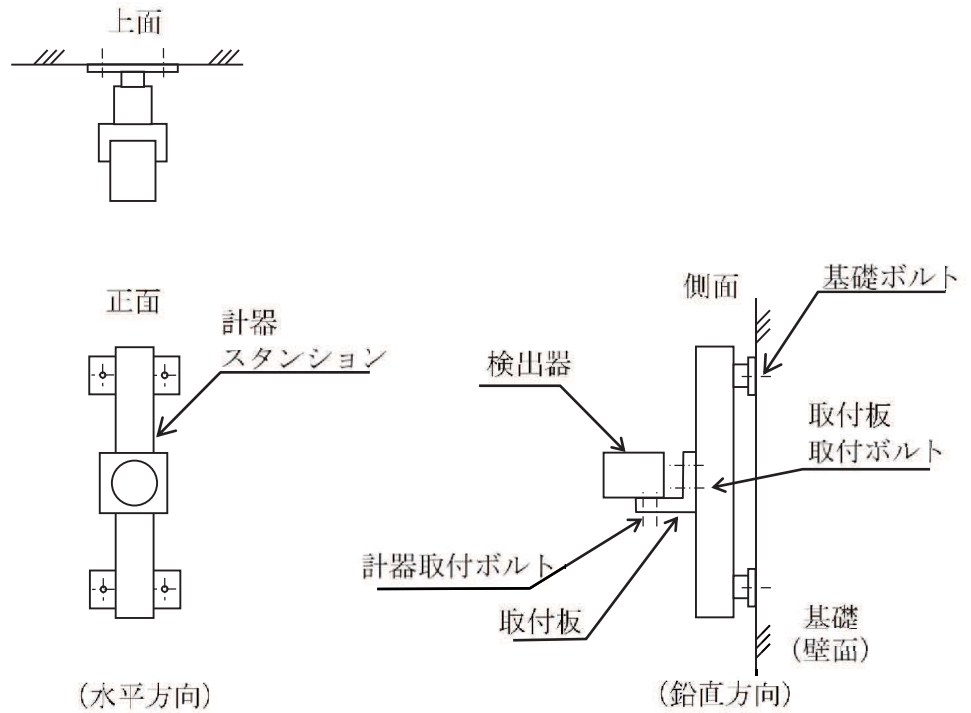 上面
正面
計器
スタンション
(水平方向)
側面
基礎ボルト
検出器
取付板
取付ボルト
計器取付ボルト
取付板
基礎
(壁面)
(鉛直方向)